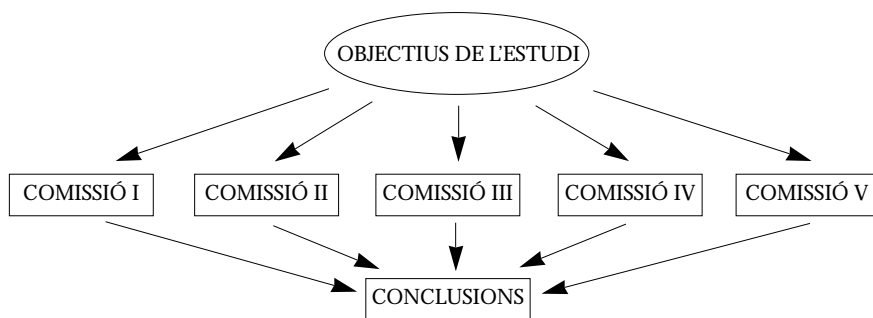 OBJECTIUS DE L'ESTUDI
COMISSIÓ I
COMISSIÓ II
COMISSIÓ III
COMISSIÓ IV
COMISSIÓ V
CONCLUSIONS